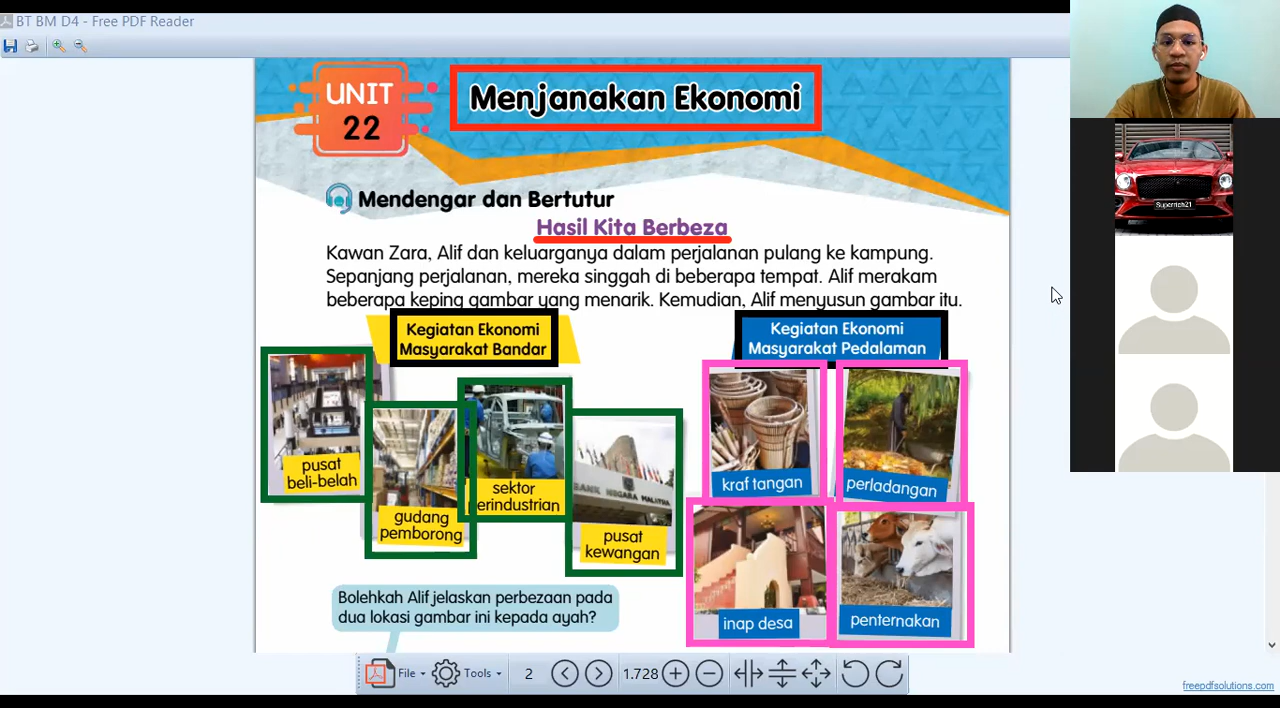 BT BM D4 - Free PDF Reader
UNIT
22
Menjanakan Ekonomi
Mendengar dan Bertutur
Hasil Kita Berbeza
Kawan Zara, Alif dan keluarganya dalam perjalanan pulang ke kampung.
Sepanjang perjalanan, mereka singgah di beberapa tempat. Alif merakam
beberapa keping gambar yang menarik. Kemudian, Alif menyusun gambar itu.
Kegiatan Ekonomi
Masyarakat Bandar
Kegiatan Ekonomi
Masyarakat Pedalaman
pusat
beli-belah
gudang
pemborong
sektor
perindustrian
BANK NEGARA MALAYSIA
pusat
kewangan
kraf tangan
perladangan
inap desa
penternakan
Bolehkah Alif jelaskan perbezaan pada
dua lokasi gambar ini kepada ayah?
Superrich21
File
Tools
2
1.728
freepdfsolutions.com